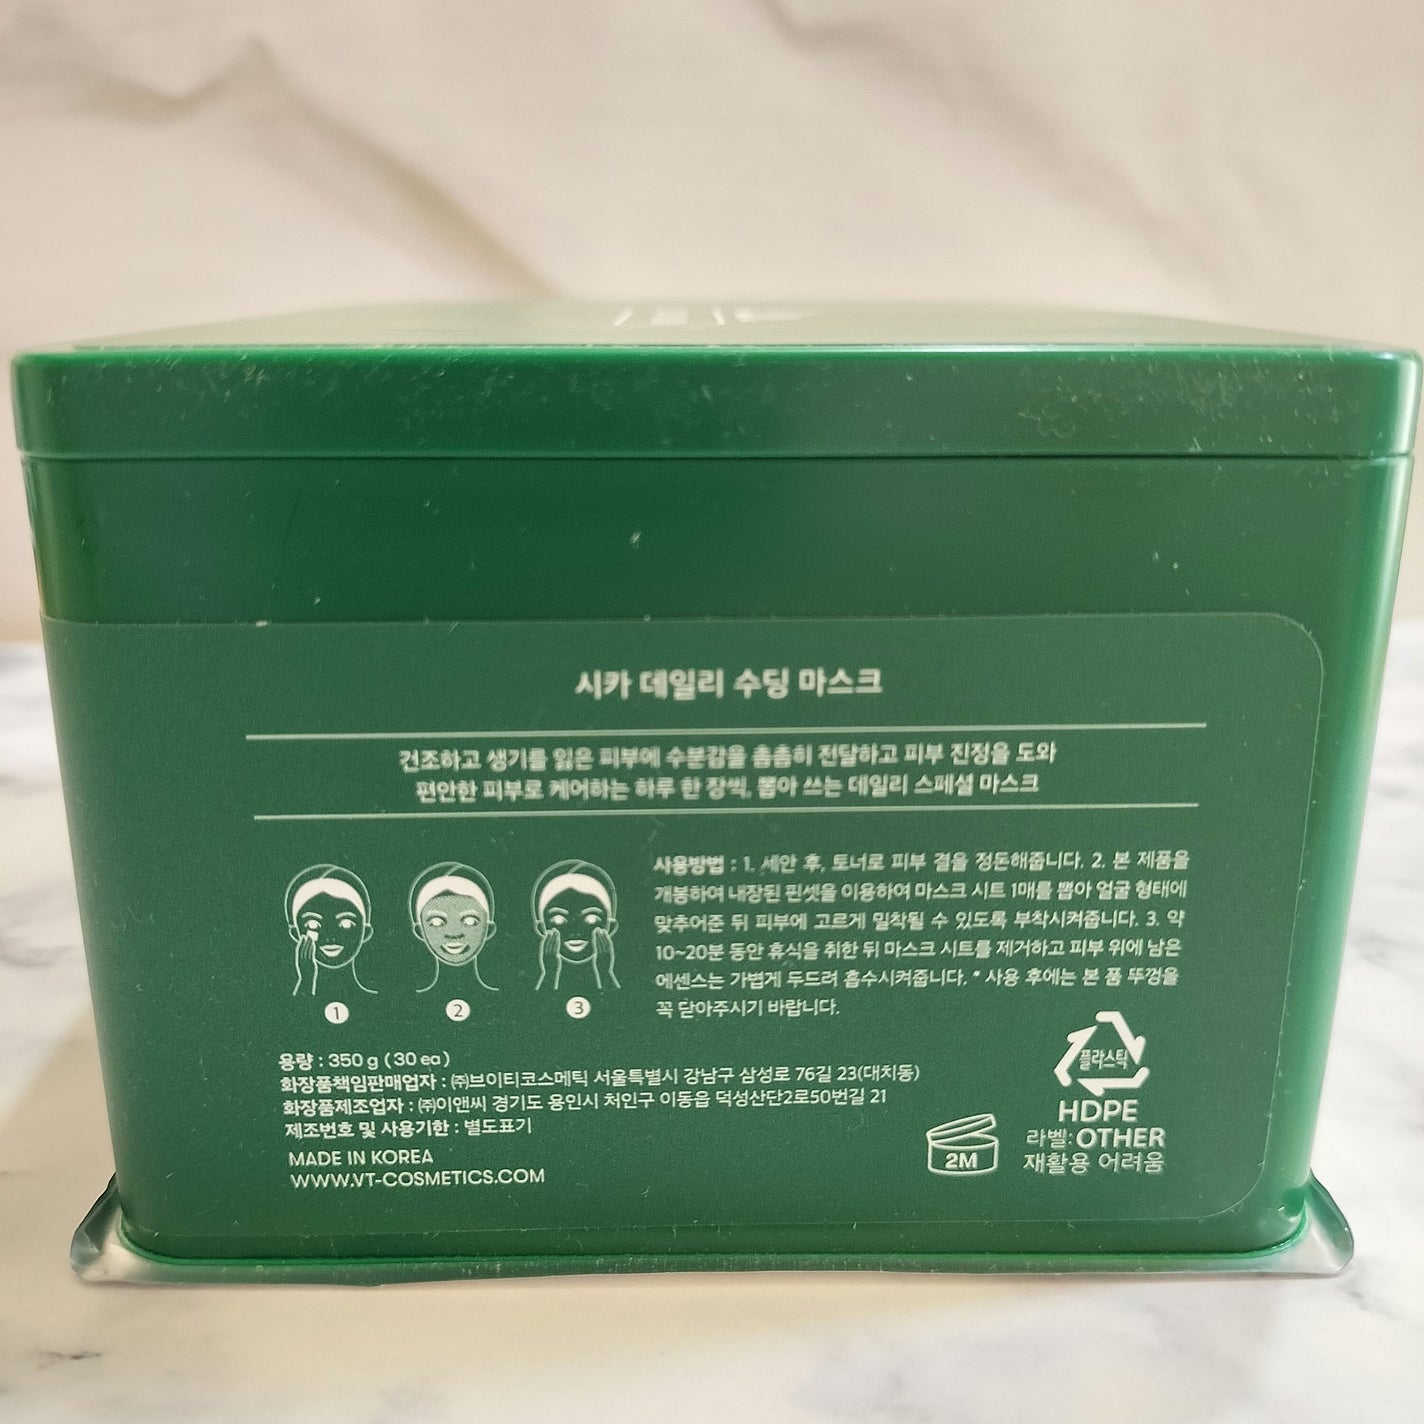 시카 데일리 수딩 마스크
건조하고 생기를 잃은 피부에 수분감을 촘촘히 전달하고 피부 진정을 도와
편안한 피부로 케어하는 하루 한 장씩, 뽑아 쓰는 데일리 스페셜 마스크
사용방법 : 1. 세안 후, 토너로 피부 결을 정돈해줍니다. 2. 본 제품을
개봉하여 내장된 핀셋을 이용하여 마스크 시트 1매를 뽑아 얼굴 형태에
맞추어준 뒤 피부에 고르게 밀착될 수 있도록 부착시켜줍니다. 3. 약
10~20분 동안 휴식을 취한 뒤 마스크 시트를 제거하고 피부 위에 남은
에센스는 가볍게 두드려 흡수시켜줍니다. * 사용 후에는 본 품 뚜껑을
꼭 닫아주시기 바랍니다.
1 2 3
용량 : 350 g ( 30 ea )
화장품책임판매업자 : ㈜브이티코스메틱 서울특별시 강남구 삼성로 76길 23(대치동)
화장품제조업자 : ㈜이앤씨 경기도 용인시 처인구 이동읍 덕성산단2로50번길 21
제조번호 및 사용기한 : 별도표기
MADE IN KOREA
WWW.VT-COSMETICS.COM
2M
플라스틱
HDPE
라벨: OTHER
재활용 어려움